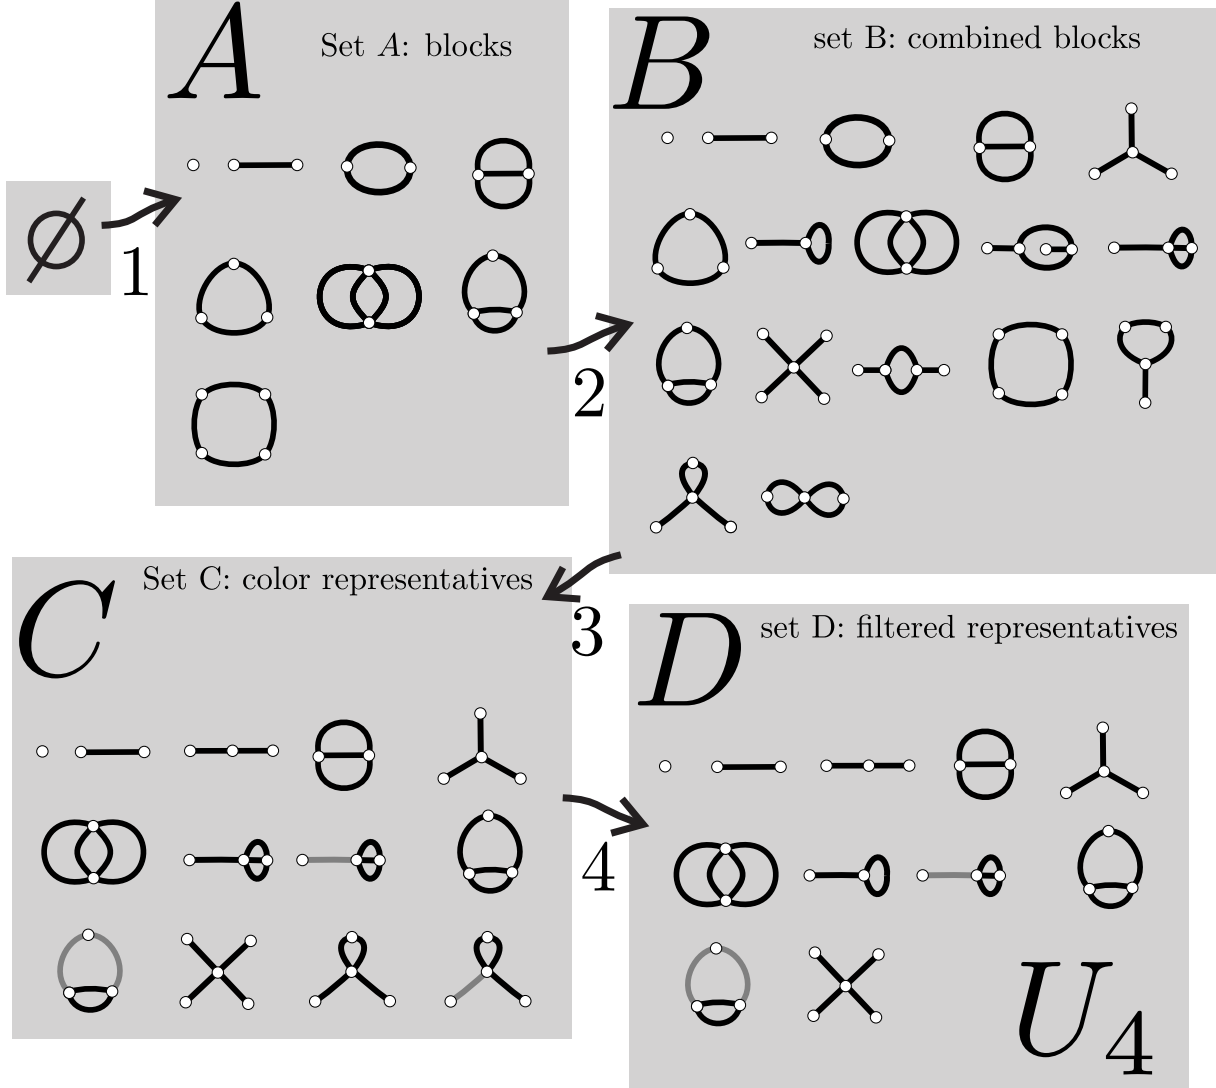 A
Set A: blocks
B
set B: combined blocks
∅
1
2
C
Set C: color representatives
3
D
set D: filtered representatives
4
U4